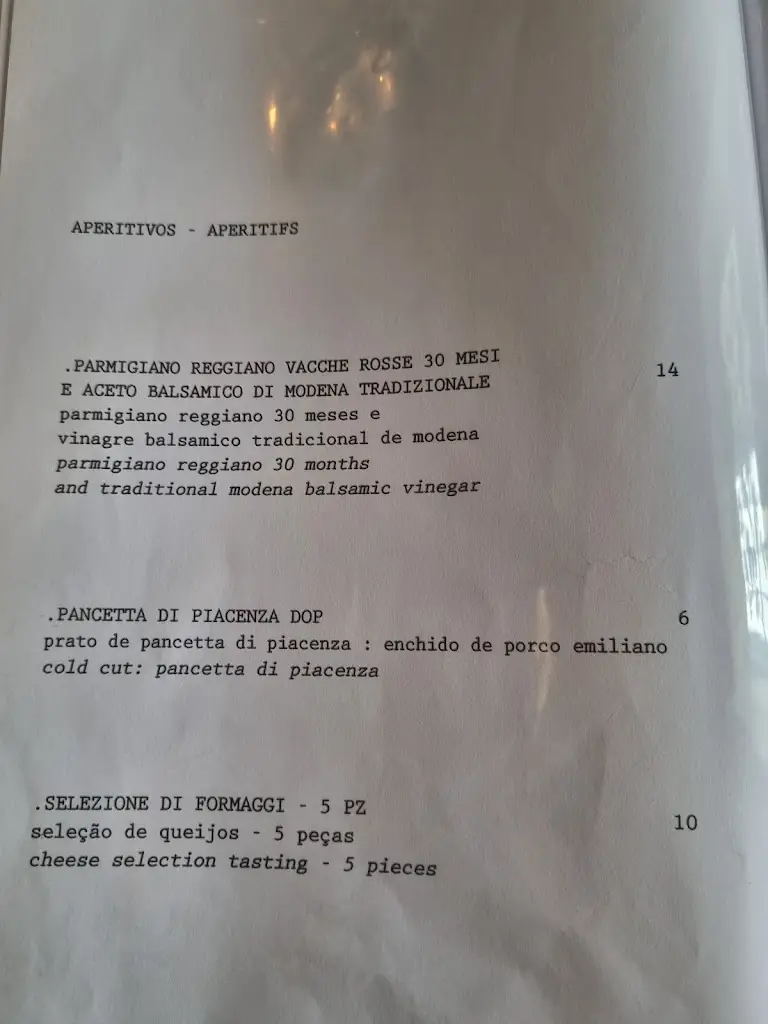 APERITIVOS - APERITIFS
.PARMIGIANO REGGIANO VACCHE ROSSE 30 MESI 14
E ACETO BALSAMICO DI MODENA TRADIZIONALE
parmigiano reggiano 30 meses e
vinagre balsamico tradicional de modena
parmigiano reggiano 30 months
and traditional modena balsamic vinegar
.PANCETTA DI PIACENZA DOP 6
prato de pancetta di piacenza : enchido de porco emiliano
cold cut: pancetta di piacenza
.SELEZIONE DI FORMAGGI - 5 PZ 10
seleção de queijos - 5 peças
cheese selection tasting - 5 pieces